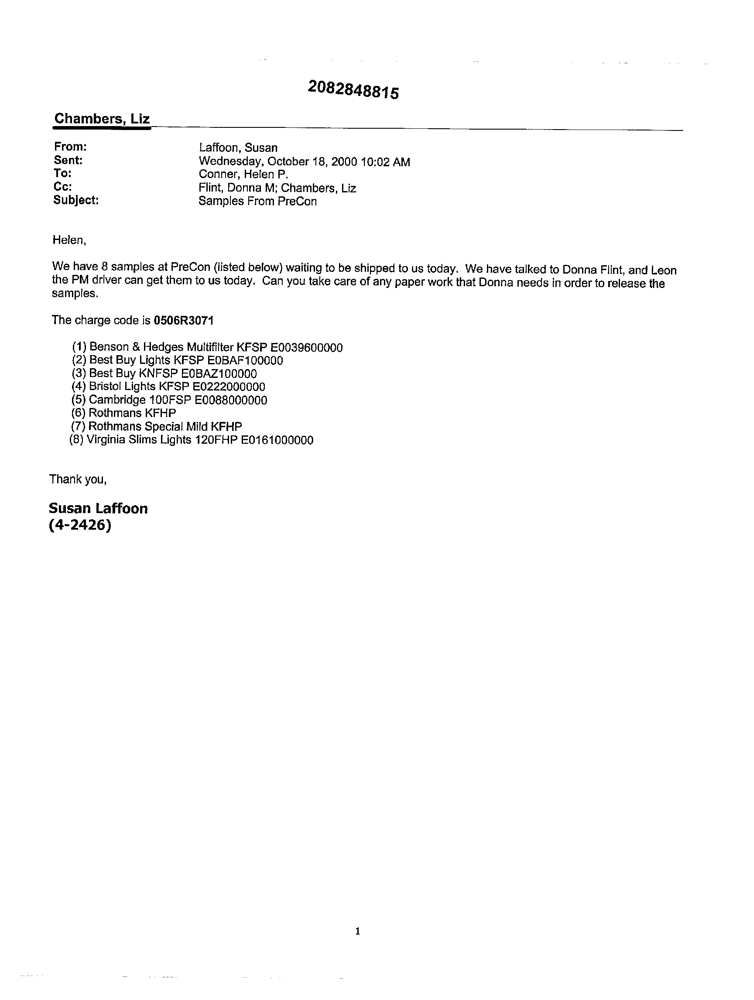 2082848815
Chambers, Liz
From: Laffoon, Susan
Sent: Wednesday, October 18, 2000 10:02 AM
To: Conner, Helen P.
Cc: Flint, Donna M; Chambers, Liz
Subject: Samples From PreCon
Helen,
We have 8 samples at PreCon (listed below) waiting to be shipped to us today.  We have talked to Donna Flint, and Leon
the PM driver can get them to us today.  Can you take care of any paper work that Donna needs in order to release the
samples.
The charge code is 0506R3071
(1) Benson & Hedges Multifilter KFSP E0039600000
(2) Best Buy Lights KFSP E0BAF100000
(3) Best Buy KNFSP E0BAZ100000
(4) Bristol Lights KFSP E0222000000
(5) Cambridge 100FSP E0088000000
(6) Rothmans KFHP
(7) Rothmans Special Mild KFHP
(8) Virginia Slims Lights 120FHP E0161000000
Thank you,
Susan Laffoon
(4-2426)
1